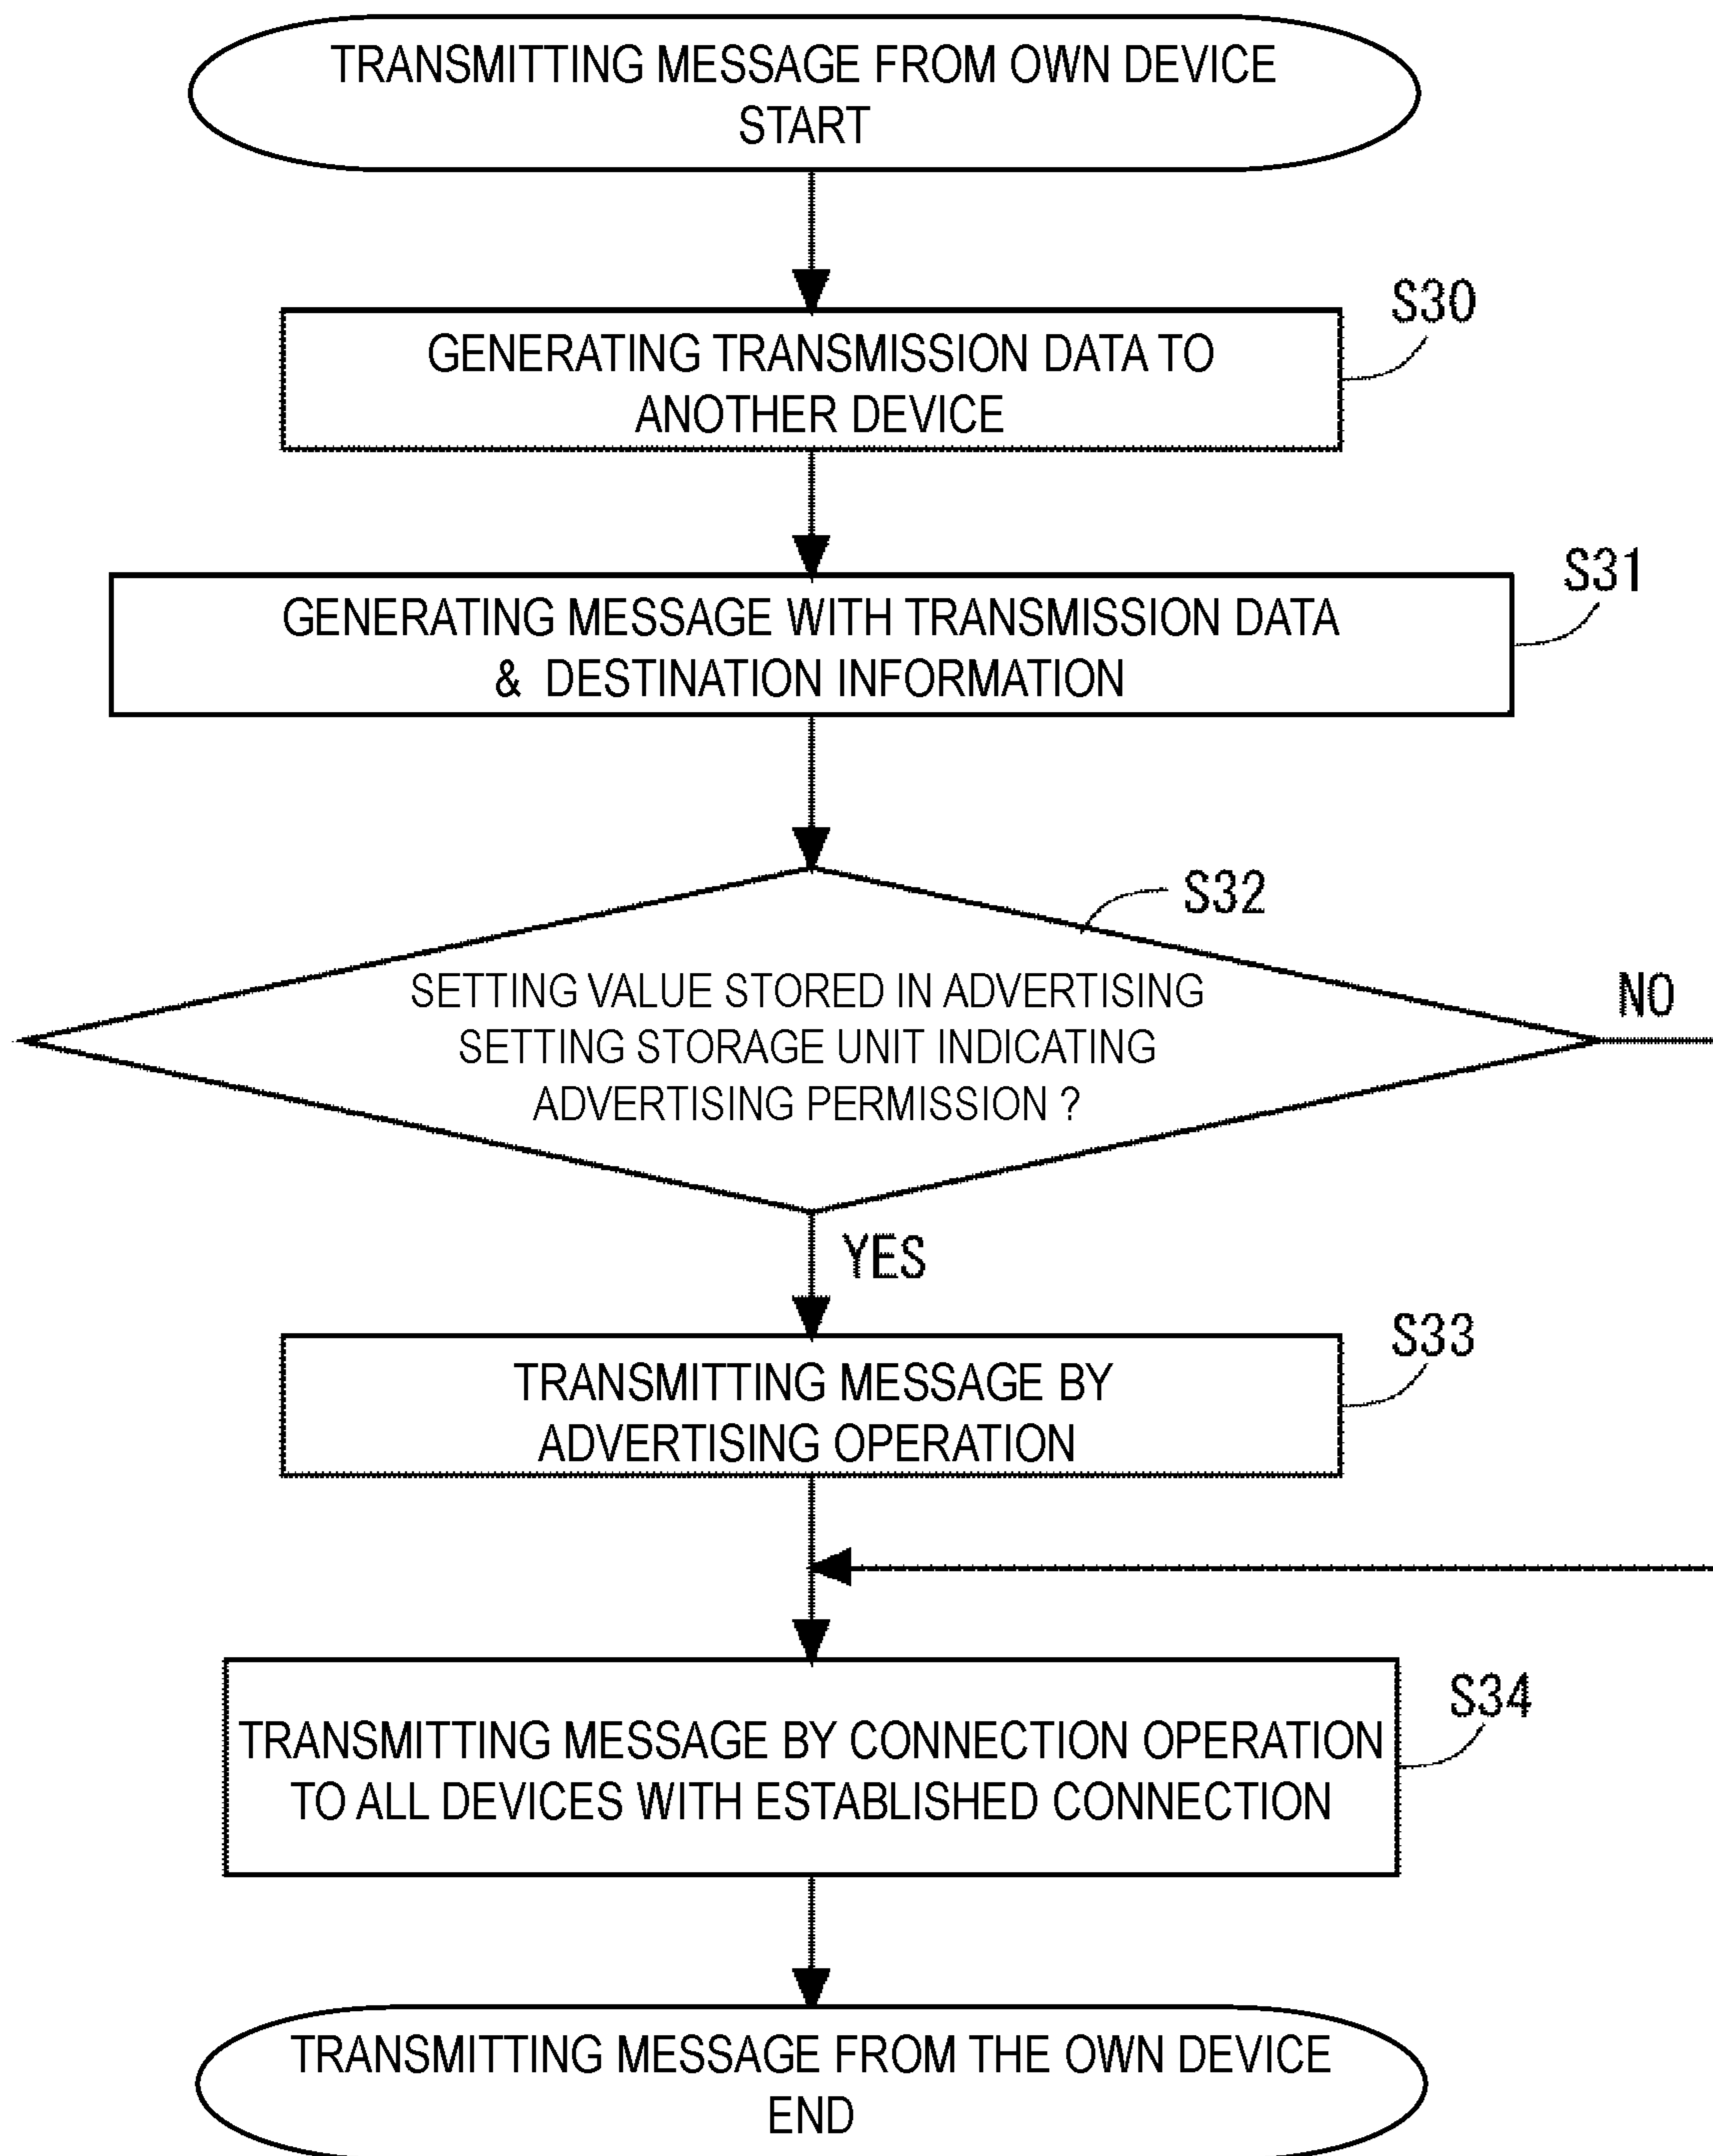 TRANSMITTING MESSAGE FROM OWN DEVICE
START
S30
GENERATING TRANSMISSION DATA TO
ANOTHER DEVICE
S31
GENERATING MESSAGE WITH TRANSMISSION DATA
& DESTINATION INFORMATION
S32
SETTING VALUE STORED IN ADVERTISING
SETTING STORAGE UNIT INDICATING
ADVERTISING PERMISSION ?
NO
YES
S33
TRANSMITTING MESSAGE BY
ADVERTISING OPERATION
S34
TRANSMITTING MESSAGE BY CONNECTION OPERATION
TO ALL DEVICES WITH ESTABLISHED CONNECTION
TRANSMITTING MESSAGE FROM THE OWN DEVICE
END